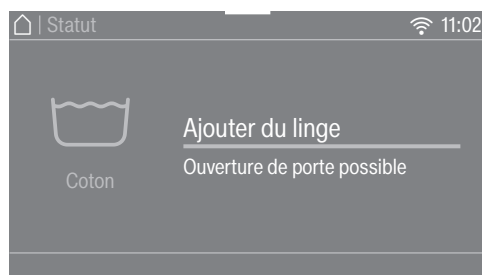 | Statut 11:02
Ajouter du linge
Ouverture de porte possible
Coton